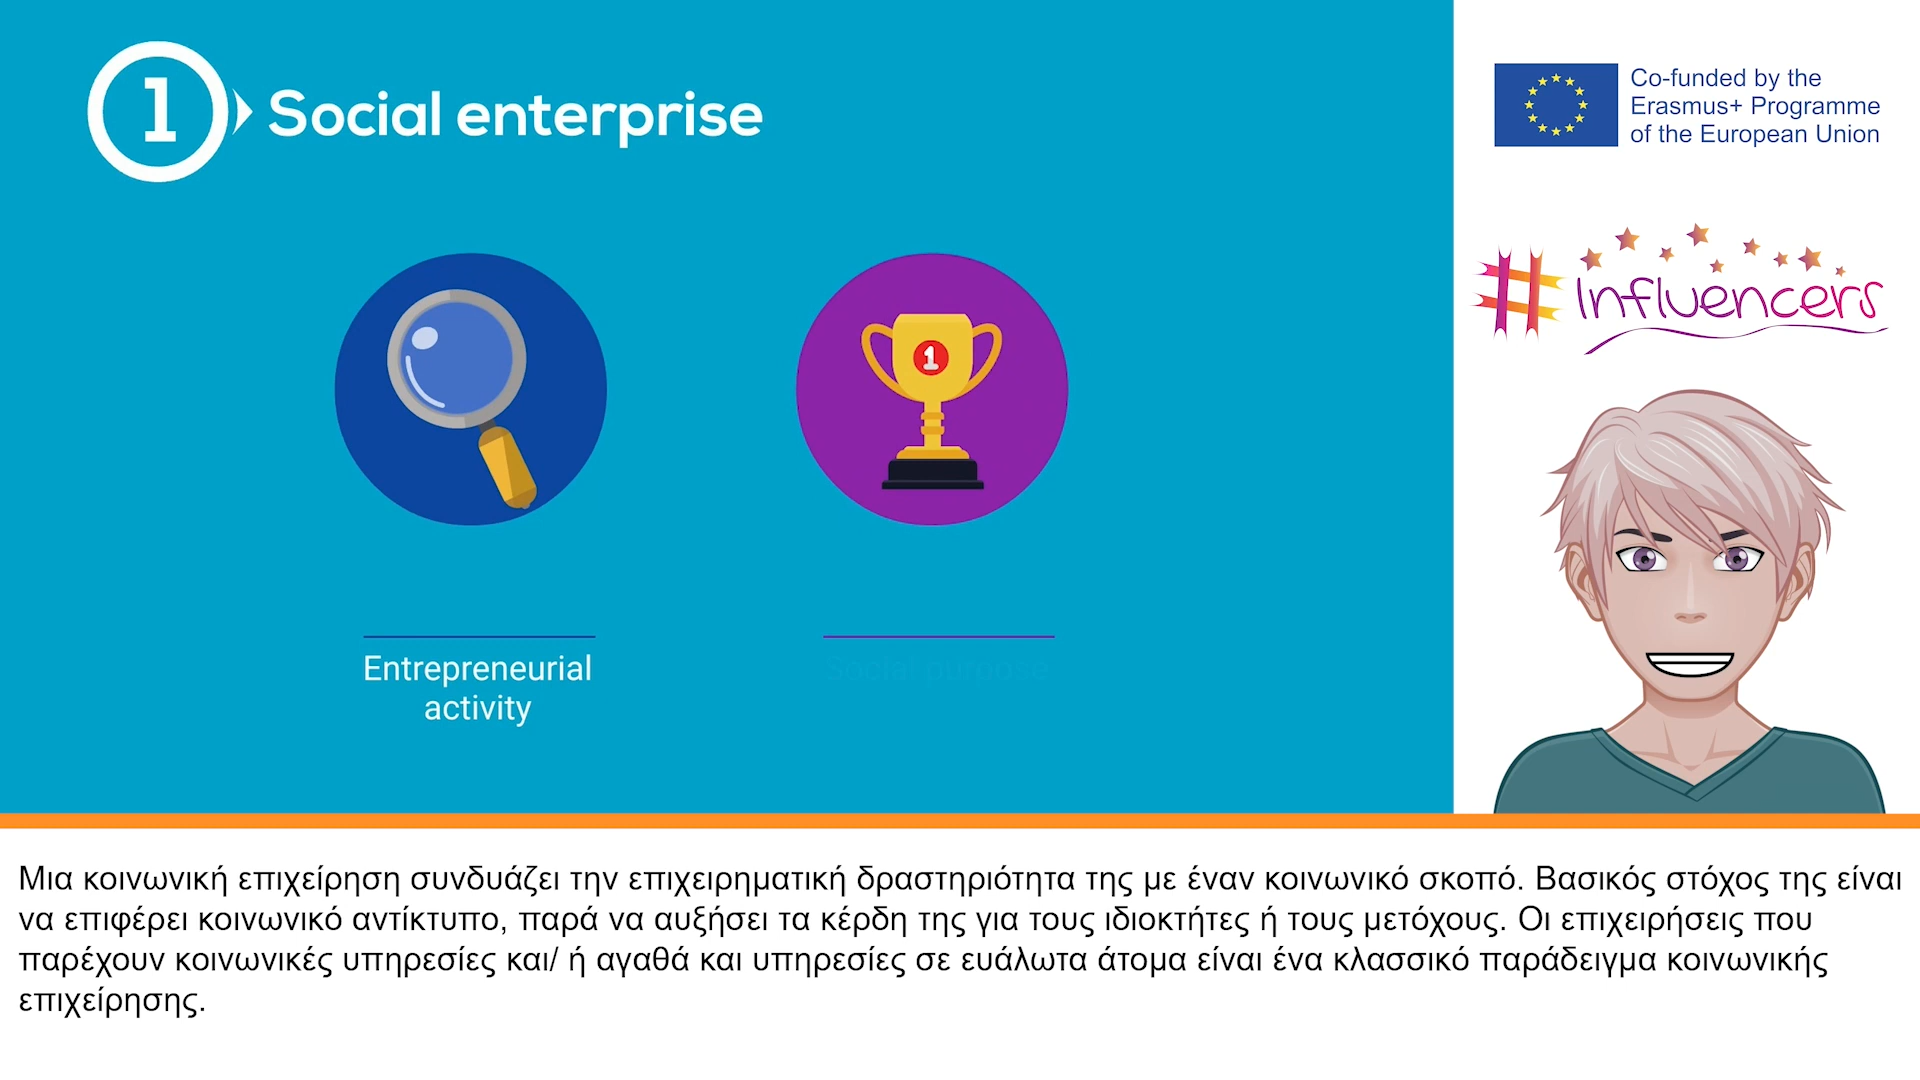 1
Social enterprise
Co-funded by the
Erasmus+ Programme
of the European Union
#Influencers
1
Entrepreneurial
activity
Social purpose
Μια κοινωνική επιχείρηση συνδυάζει την επιχειρηματική δραστηριότητα της με έναν κοινωνικό σκοπό. Βασικός στόχος της είναι
να επιφέρει κοινωνικό αντίκτυπο, παρά να αυξήσει τα κέρδη της για τους ιδιοκτήτες ή τους μετόχους. Οι επιχειρήσεις που
παρέχουν κοινωνικές υπηρεσίες και/ ή αγαθά και υπηρεσίες σε ευάλωτα άτομα είναι ένα κλασσικό παράδειγμα κοινωνικής
επιχείρησης.